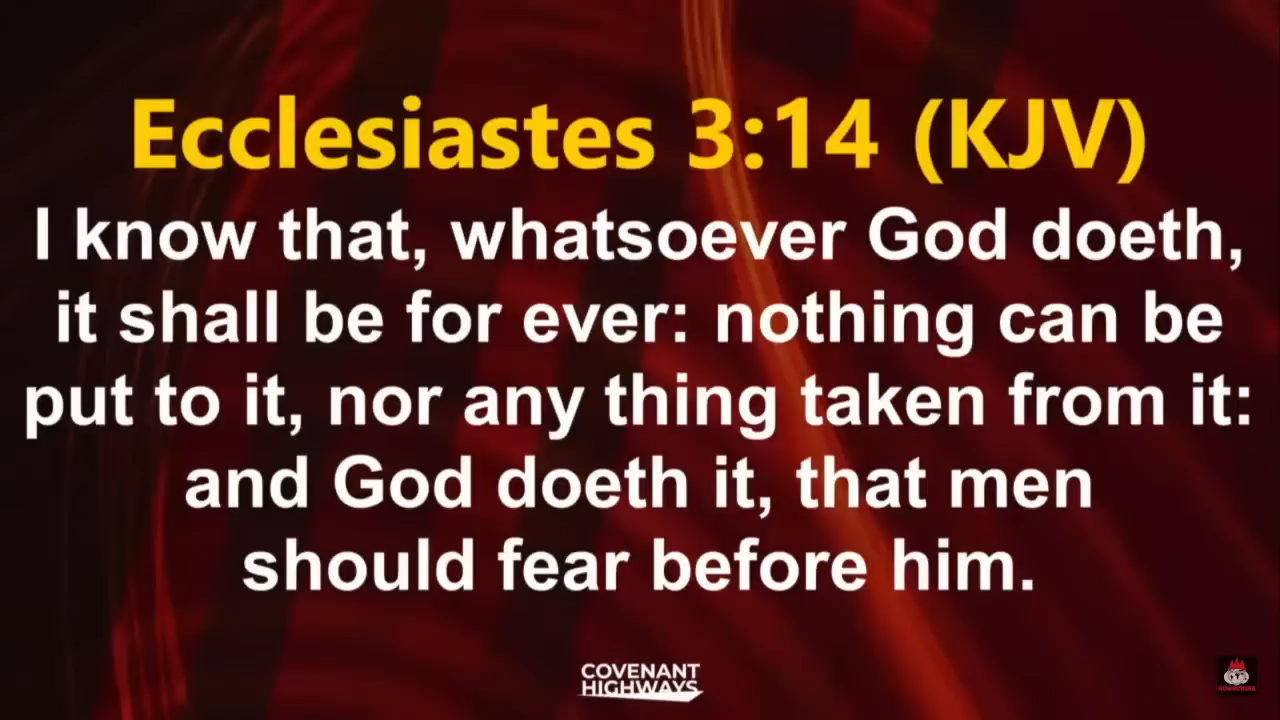 Ecclesiastes 3:14 (KJV)
I know that, whatsoever God doeth,
it shall be for ever: nothing can be
put to it, nor any thing taken from it:
and God doeth it, that men
should fear before him.
COVENANT
HIGHWAYS